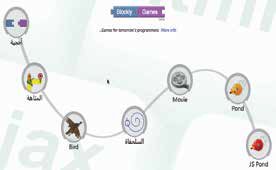 Blockly Games
Games for tomorrow's programmers. More info
المتاهة
Bird
السلحفاة
Movie
Pond
JS Pond